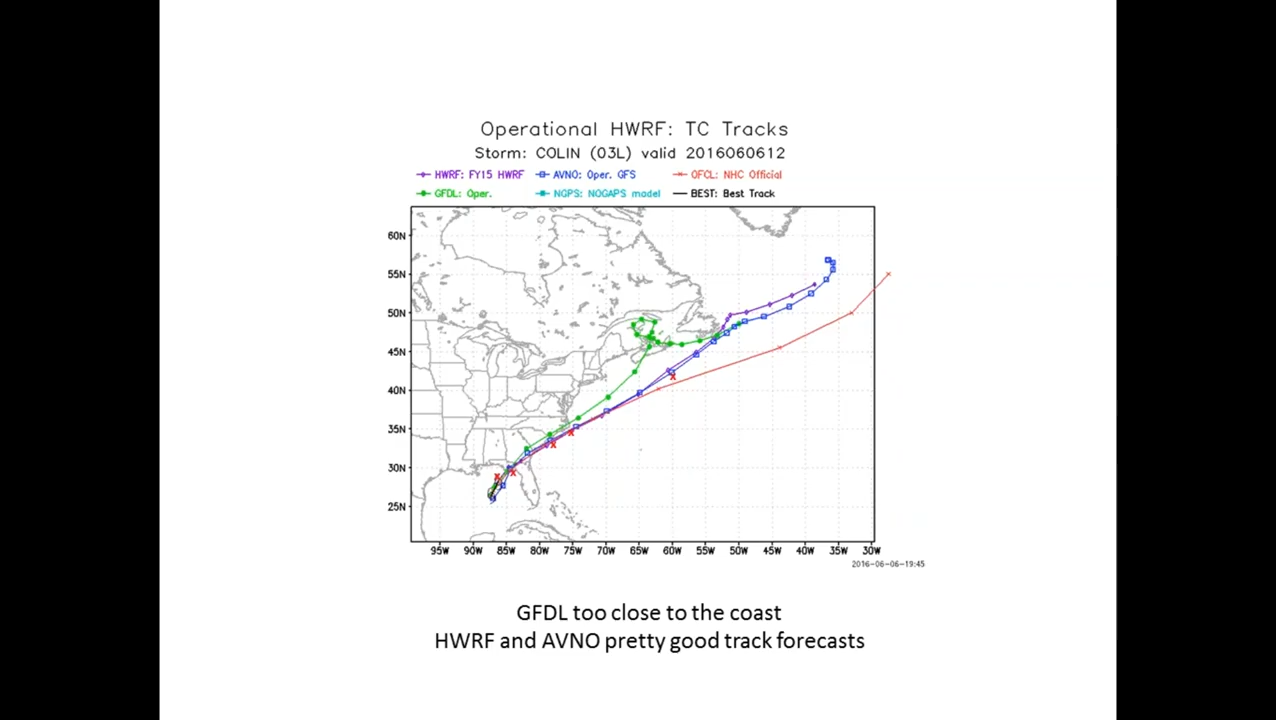 Operational HWRF: TC Tracks
Storm: COLIN (03L) valid 2016060612
HWRF: FY15 HWRF AVNO: Oper. GFS OFCL: NHC Official
GFDL: Oper. NGPS: NOGAPS model BEST: Best Track
60N
55N
50N
45N
40N
35N
30N
25N
95W 90W 85W 80W 75W 70W 65W 60W 55W 50W 45W 40W 35W 30W
2016-06-06-19:45
GFDL too close to the coast
HWRF and AVNO pretty good track forecasts